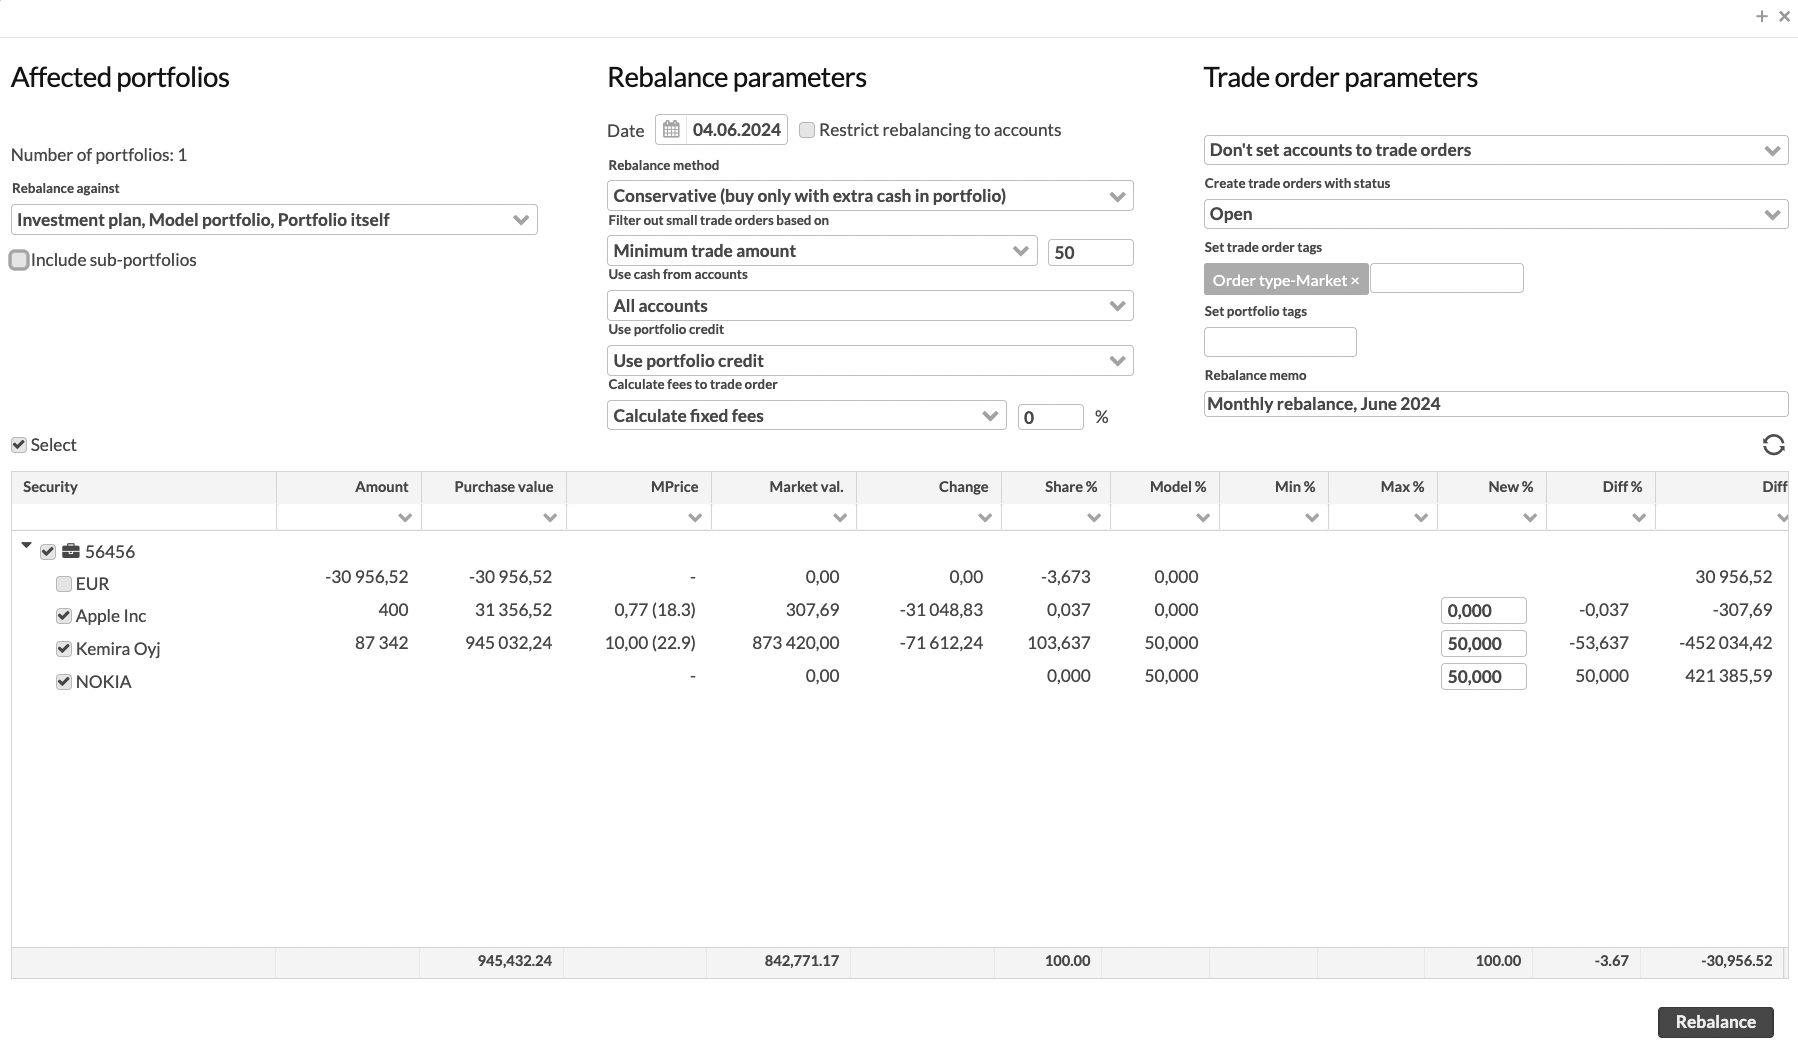 + ×
Affected portfolios
Number of portfolios: 1
Rebalance against
Investment plan, Model portfolio, Portfolio itself
Include sub-portfolios
Rebalance parameters
Date 04.06.2024 Restrict rebalancing to accounts
Rebalance method
Conservative (buy only with extra cash in portfolio)
Filter out small trade orders based on
Minimum trade amount 50
Use cash from accounts
All accounts
Use portfolio credit
Use portfolio credit
Calculate fees to trade order
Calculate fixed fees 0 %
Trade order parameters
Don't set accounts to trade orders
Create trade orders with status
Open
Set trade order tags
Order type-Market ×
Set portfolio tags
Rebalance memo
Monthly rebalance, June 2024
Select
Security Amount Purchase value MPrice Market val. Change Share % Model % Min % Max % New % Diff % Diff
56456
EUR -30 956,52 -30 956,52 - 0,00 0,00 -3,673 0,000 30 956,52
Apple Inc 400 31 356,52 0,77 (18.3) 307,69 -31 048,83 0,037 0,000 0,000 -0,037 -307,69
Kemira Oyj 87 342 945 032,24 10,00 (22.9) 873 420,00 -71 612,24 103,637 50,000 50,000 -53,637 -452 034,42
NOKIA - 0,00 0,000 50,000 50,000 50,000 421 385,59
945,432.24 842,771.17 100.00 100.00 -3.67 -30,956.52
Rebalance